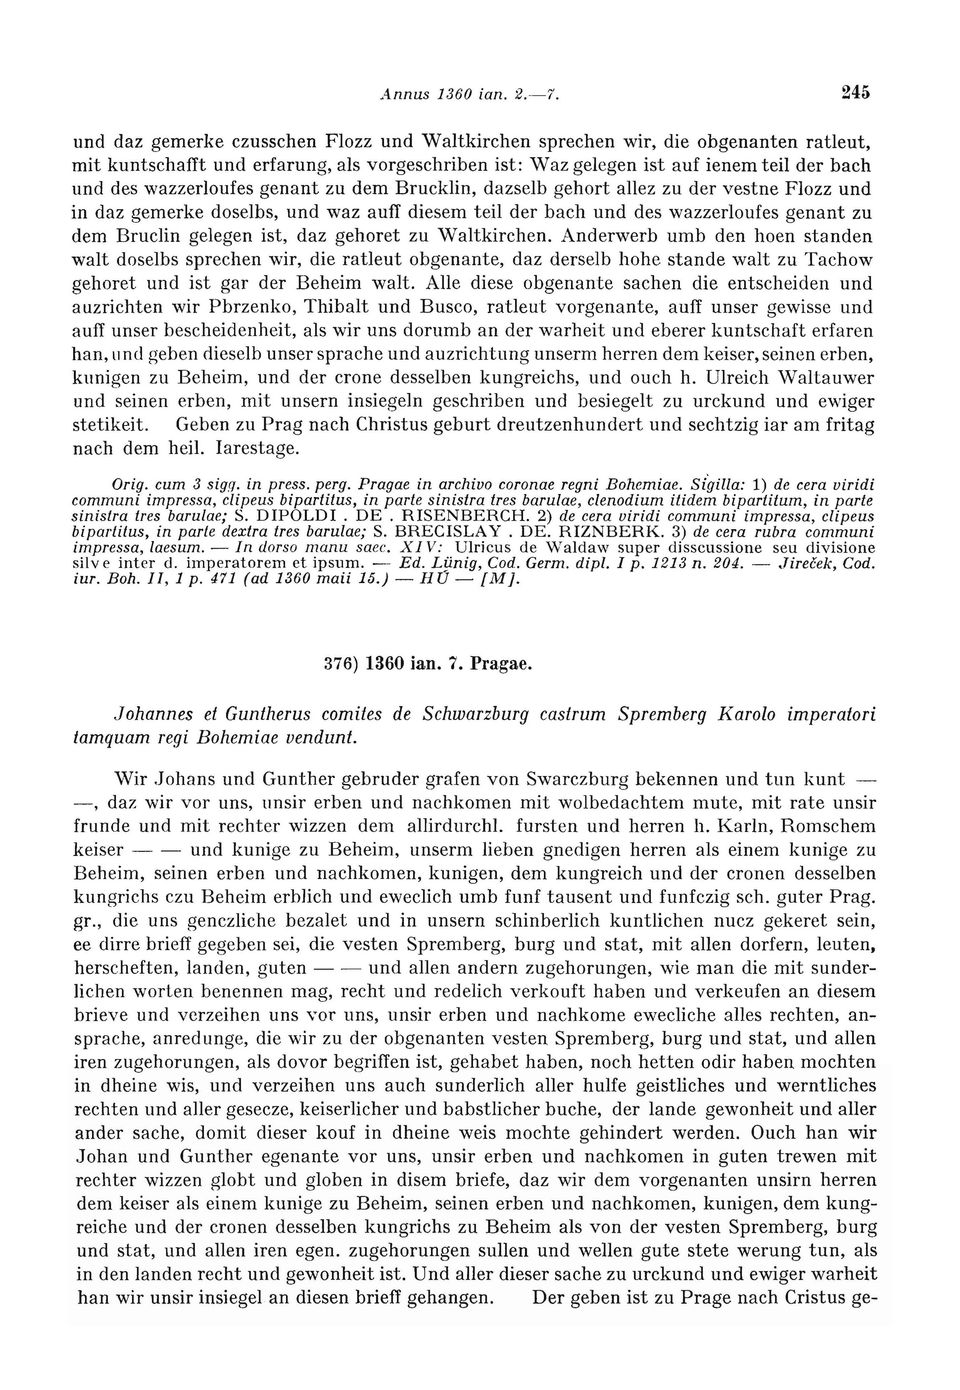 Annus 1360 ian. 2.—7. 245
und daz gemerke czusschen Flozz und Waltkirchen sprechen wir, die obgenanten ratleut,
mit kuntschafft und erfarung, als vorgeschriben ist: Waz gelegen ist auf ienem teil der bach
und des wazzerloufes genant zu dem Brucklin, dazselb gehort allez zu der vestne Flozz und
in daz gemerke doselbs, und waz auff diesem teil der bach und des wazzerloufes genant zu
dem Bruclin gelegen ist, daz gehoret zu Waltkirchen. Anderwerb umb den hoen standen
walt doselbs sprechen wir, die ratleut obgenante, daz derselb hohe stande walt zu Tachow
gehoret und ist gar der Beheim walt. Alle diese obgenante sachen die entscheiden und
auzrichten wir Pbrzenko, Thibalt und Busco, ratleut vorgenante, auff unser gewisse und
auff unser bescheidenheit, als wir uns dorumb an der warheit und eberer kuntschaft erfaren
han, und geben dieselb unser sprache und auzrichtung unserm herren dem keiser, seinen erben,
kunigen zu Beheim, und der crone desselben kungreichs, und ouch h. Ulreich Waltauwer
und seinen erben, mit unsern insiegeln geschriben und besiegelt zu urckund und ewiger
stetikeit. Geben zu Prag nach Christus geburt dreutzenhundert und sechtzig iar am fritag
nach dem heil. Iarestage.
Orig. cum 3 sigg. in press. perg. Pragae in archivo coronae regni Bohemiae. Sigilla: 1) de cera viridi
communi impressa, clipeus bipartitus, in parte sinistra tres barulae, clenodium itidem bipartitum, in parte
sinistra tres barulae; S. DIPOLDI . DE . RISENBERCH. 2) de cera viridi communi impressa, clipeus
bipartitus, in parte dextra tres barulae; S. BRECISLAY . DE. RIZNBERK. 3) de cera rubra communi
impressa, laesum. — In dorso manu saec. XIV: Ulricus de Waldaw super disscussione seu divisione
silve inter d. imperatorem et ipsum. — Ed. Lünig, Cod. Germ. dipl. I p. 1213 n. 204. — Jireček, Cod.
iur. Boh. II, 1 p. 471 (ad 1360 maii 15.) — HÚ — [M].
376) 1360 ian. 7. Pragae.
Johannes et Guntherus comites de Schwarzburg castrum Spremberg Karolo imperatori
tamquam regi Bohemiae vendunt.
Wir Johans und Gunther gebruder grafen von Swarczburg bekennen und tun kunt —
—, daz wir vor uns, unsir erben und nachkomen mit wolbedachtem mute, mit rate unsir
frunde und mit rechter wizzen dem allirdurchl. fursten und herren h. Karln, Romschem
keiser — — und kunige zu Beheim, unserm lieben gnedigen herren als einem kunige zu
Beheim, seinen erben und nachkomen, kunigen, dem kungreich und der cronen desselben
kungrichs czu Beheim erblich und eweclich umb funf tausent und funfczig sch. guter Prag.
gr., die uns genczliche bezalet und in unsern schinberlich kuntlichen nucz gekeret sein,
ee dirre brieff gegeben sei, die vesten Spremberg, burg und stat, mit allen dorfern, leuten,
herscheften, landen, guten — — und allen andern zugehorungen, wie man die mit sunder-
lichen worten benennen mag, recht und redelich verkouft haben und verkeufen an diesem
brieve und verzeihen uns vor uns, unsir erben und nachkome ewecliche alles rechten, an-
sprache, anredunge, die wir zu der obgenanten vesten Spremberg, burg und stat, und allen
iren zugehorungen, als dovor begriffen ist, gehabet haben, noch hetten odir haben mochten
in dheine wis, und verzeihen uns auch sunderlich aller hulfe geistliches und werntliches
rechten und aller gesecze, keiserlicher und babstlicher buche, der lande gewonheit und aller
ander sache, domit dieser kouf in dheine weis mochte gehindert werden. Ouch han wir
Johan und Gunther egenante vor uns, unsir erben und nachkomen in guten trewen mit
rechter wizzen globt und globen in disem briefe, daz wir dem vorgenanten unsirn herren
dem keiser als einem kunige zu Beheim, seinen erben und nachkomen, kunigen, dem kung-
reiche und der cronen desselben kungrichs zu Beheim als von der vesten Spremberg, burg
und stat, und allen iren egen. zugehorungen sullen und wellen gute stete werung tun, als
in den landen recht und gewonheit ist. Und aller dieser sache zu urckund und ewiger warheit
han wir unsir insiegel an diesen brieff gehangen. Der geben ist zu Prage nach Cristus ge-